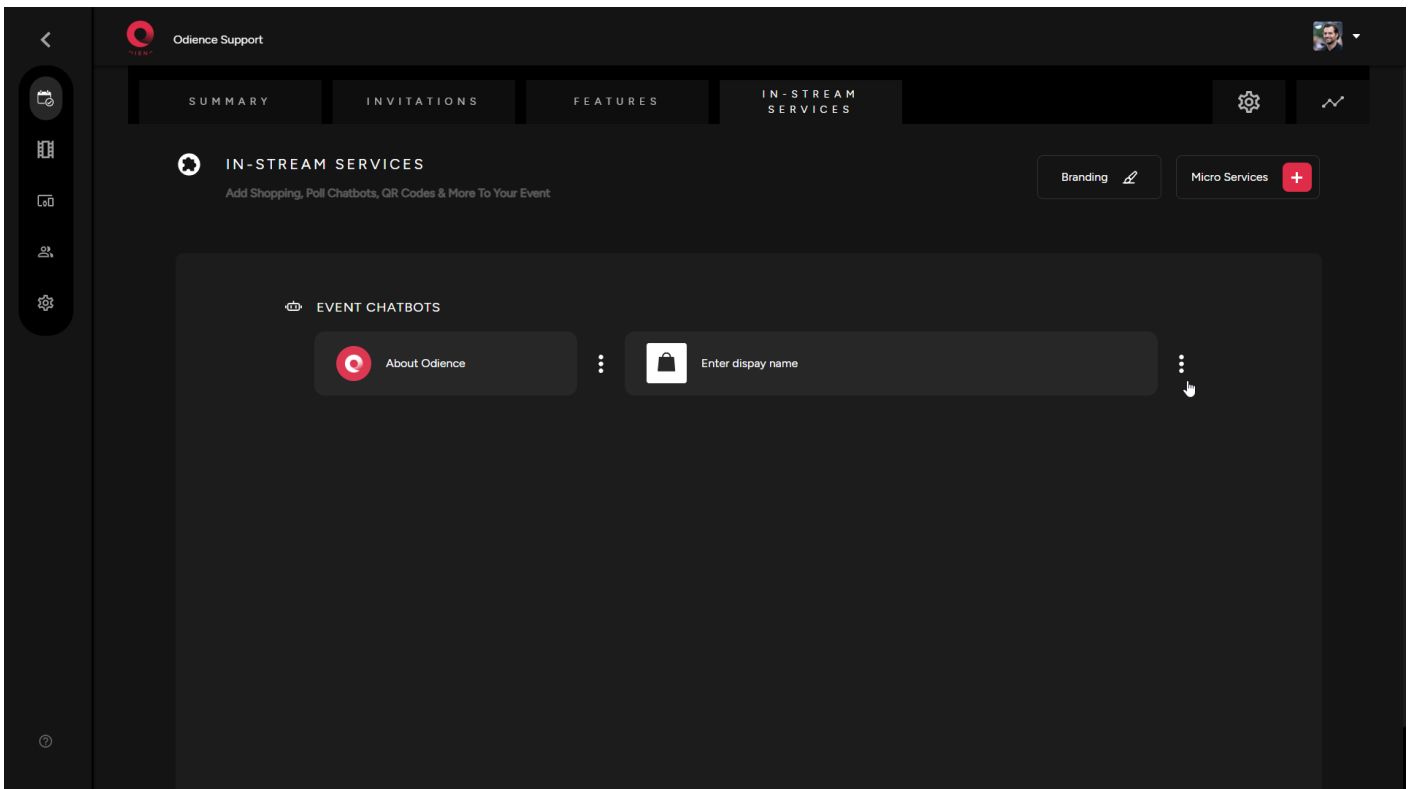 Odience Support
SUMMARY
INVITATIONS
FEATURES
IN-STREAM
SERVICES
IN-STREAM SERVICES
Add Shopping, Poll Chatbots, QR Codes & More To Your Event
Branding
Micro Services
EVENT CHATBOTS
About Odience
Enter dispay name